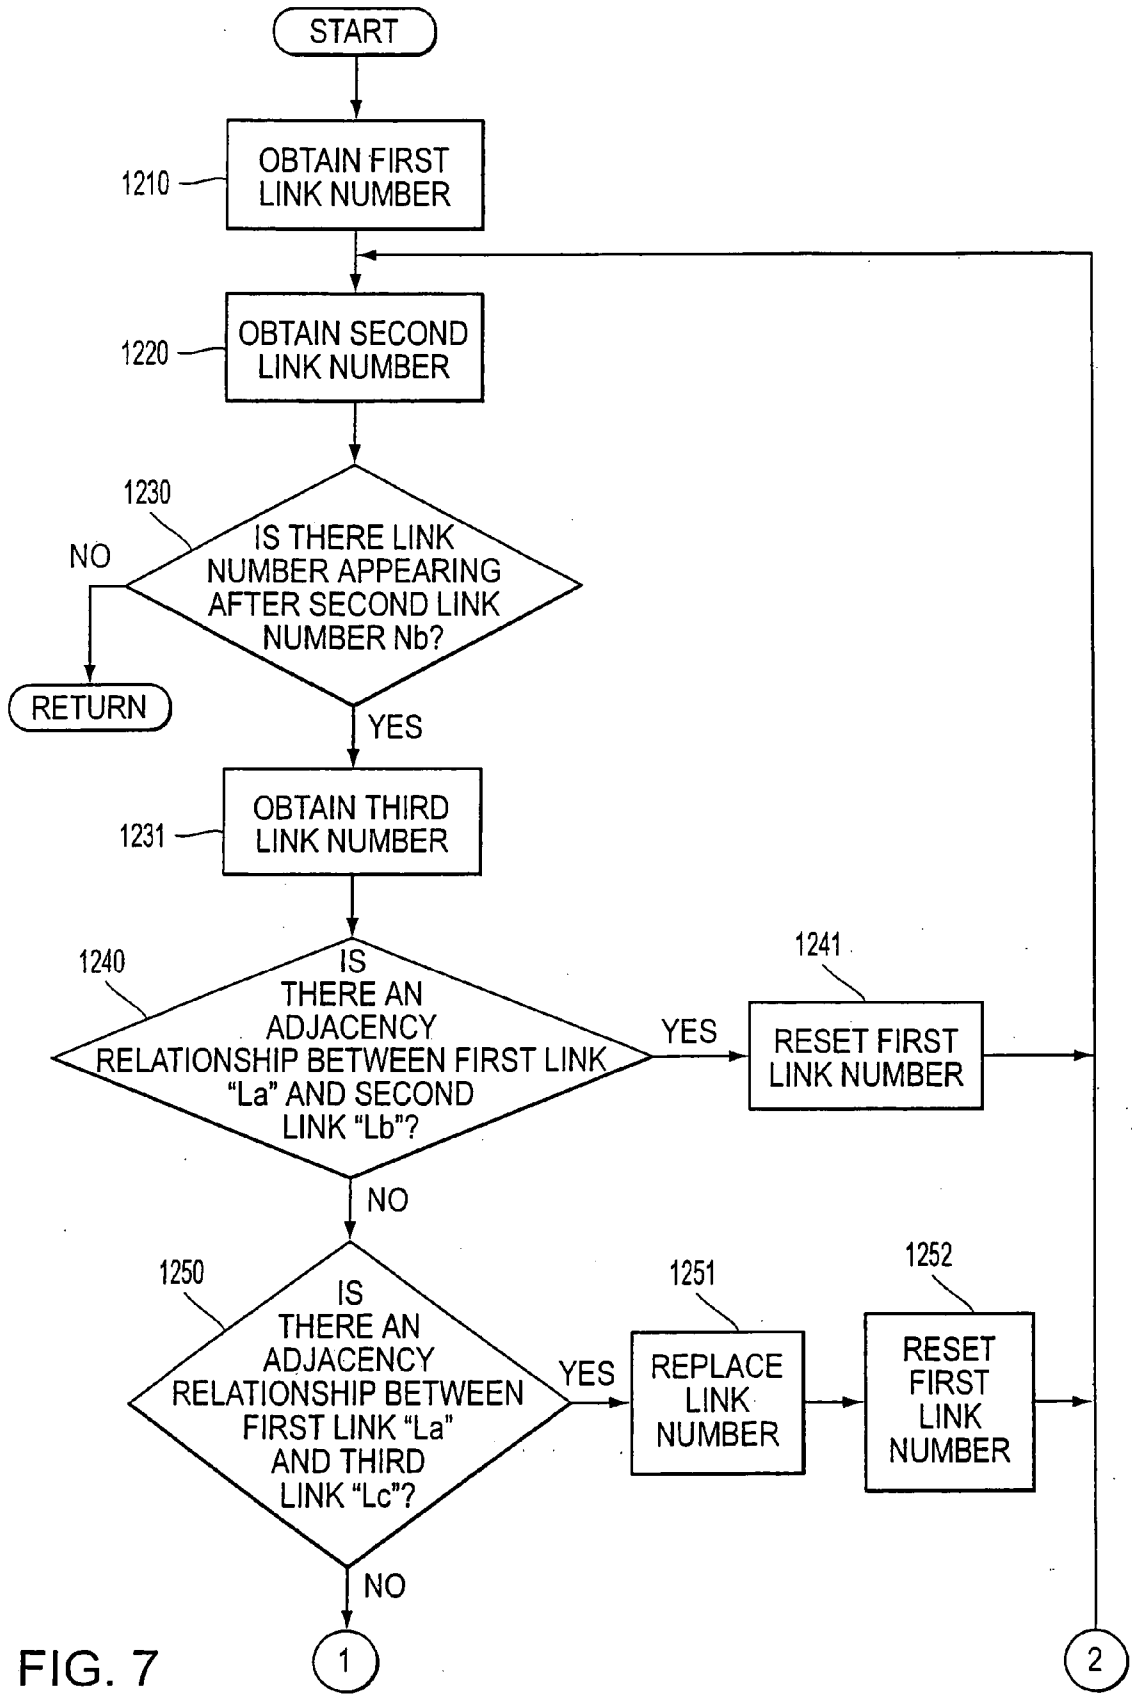 START
OBTAIN FIRST
LINK NUMBER
1210
OBTAIN SECOND
LINK NUMBER
1220
1230
IS THERE LINK
NUMBER APPEARING
AFTER SECOND LINK
NUMBER Nb?
NO
RETURN
YES
OBTAIN THIRD
LINK NUMBER
1231
1240
IS
THERE AN
ADJACENCY
RELATIONSHIP BETWEEN FIRST LINK
“La” AND SECOND
LINK “Lb”?
YES
1241
RESET FIRST
LINK NUMBER
NO
1250
IS
THERE AN
ADJACENCY
RELATIONSHIP BETWEEN
FIRST LINK “La”
AND THIRD
LINK “Lc”?
YES
1251
REPLACE
LINK
NUMBER
1252
RESET
FIRST
LINK
NUMBER
NO
1
2
FIG. 7